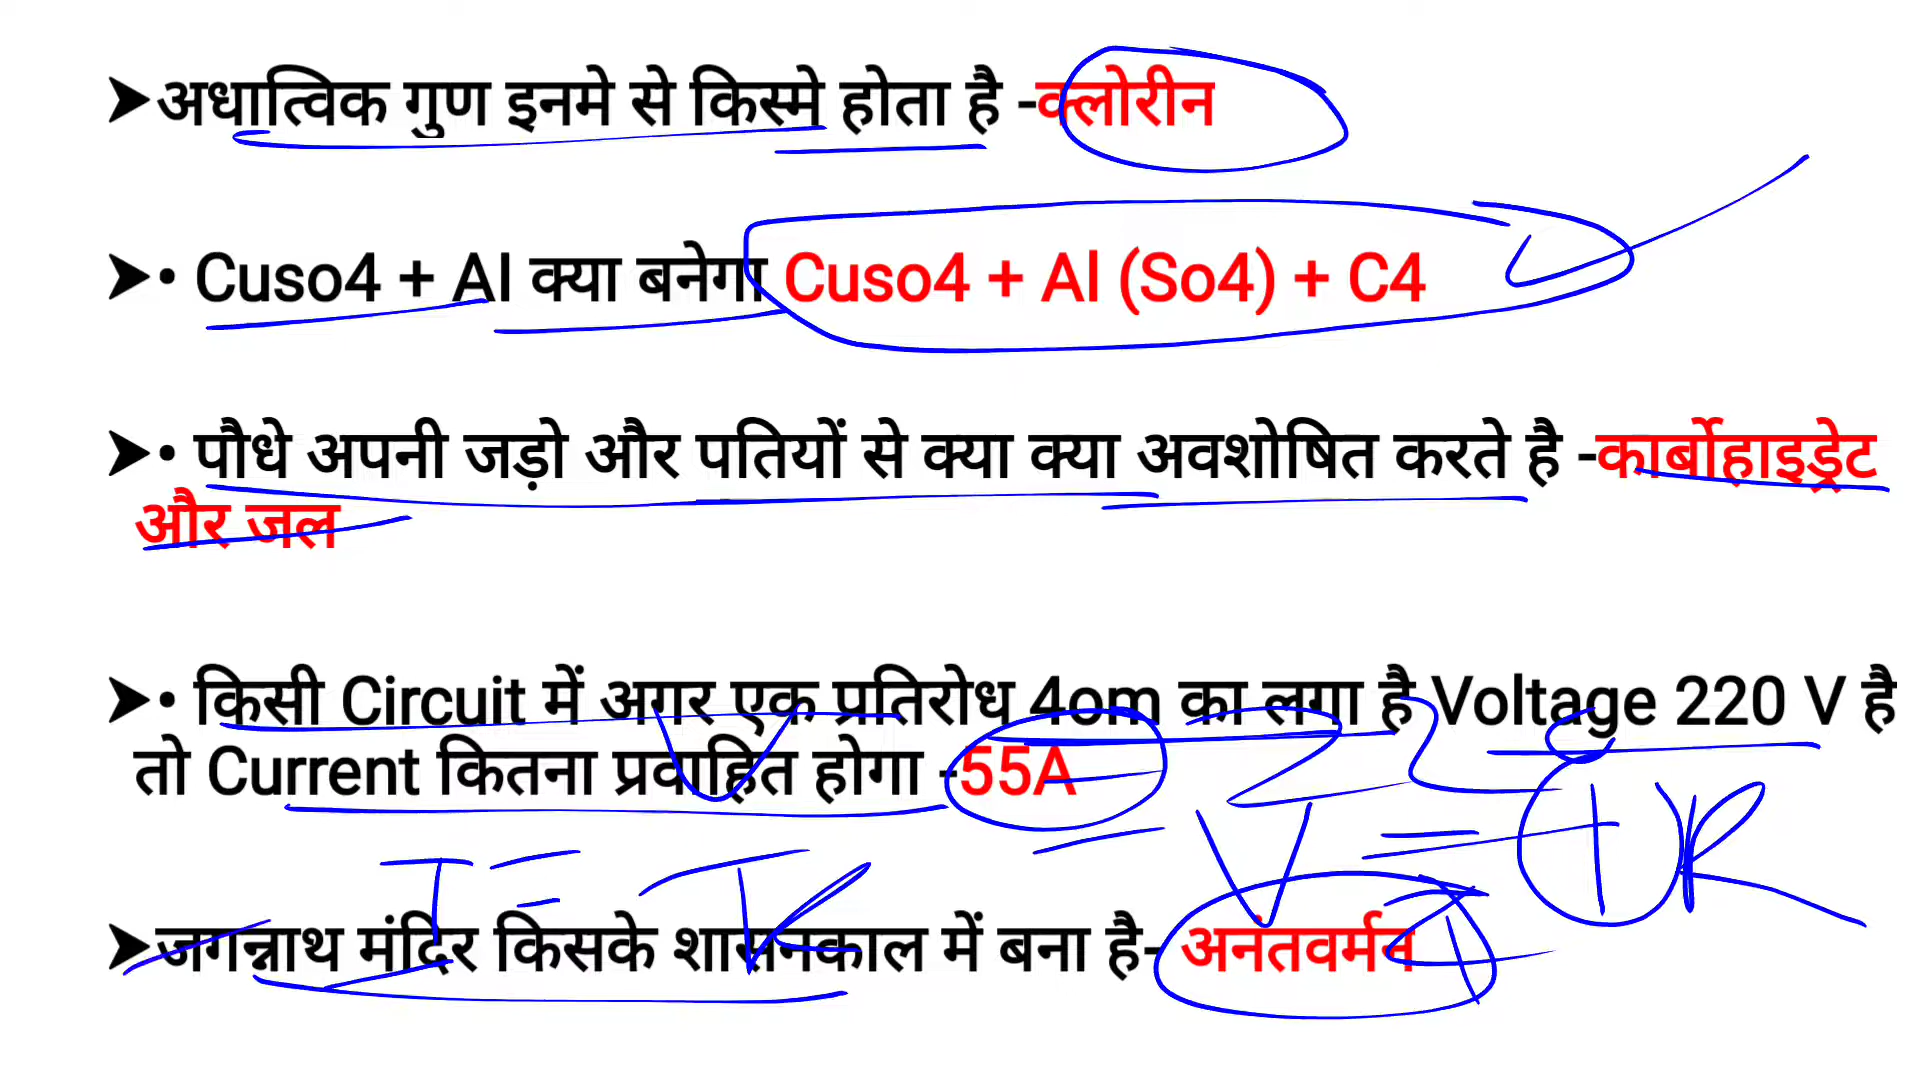 ➤अधात्विक गुण इनमे से किस्मे होता है -क्लोरीन
➤• Cuso4 + Al क्या बनेगा Cuso4 + Al (So4) + C4
➤• पौधे अपनी जड़ो और पतियों से क्या क्या अवशोषित करते है -कार्बोहाइड्रेट
और जल
➤• किसी Circuit में अगर एक प्रतिरोध 4om का लगा है Voltage 220 V है
तो Current कितना प्रवाहित होगा -55A
V = IR
➤जगन्नाथ मंदिर किसके शासनकाल में बना है- अनंतवर्मन